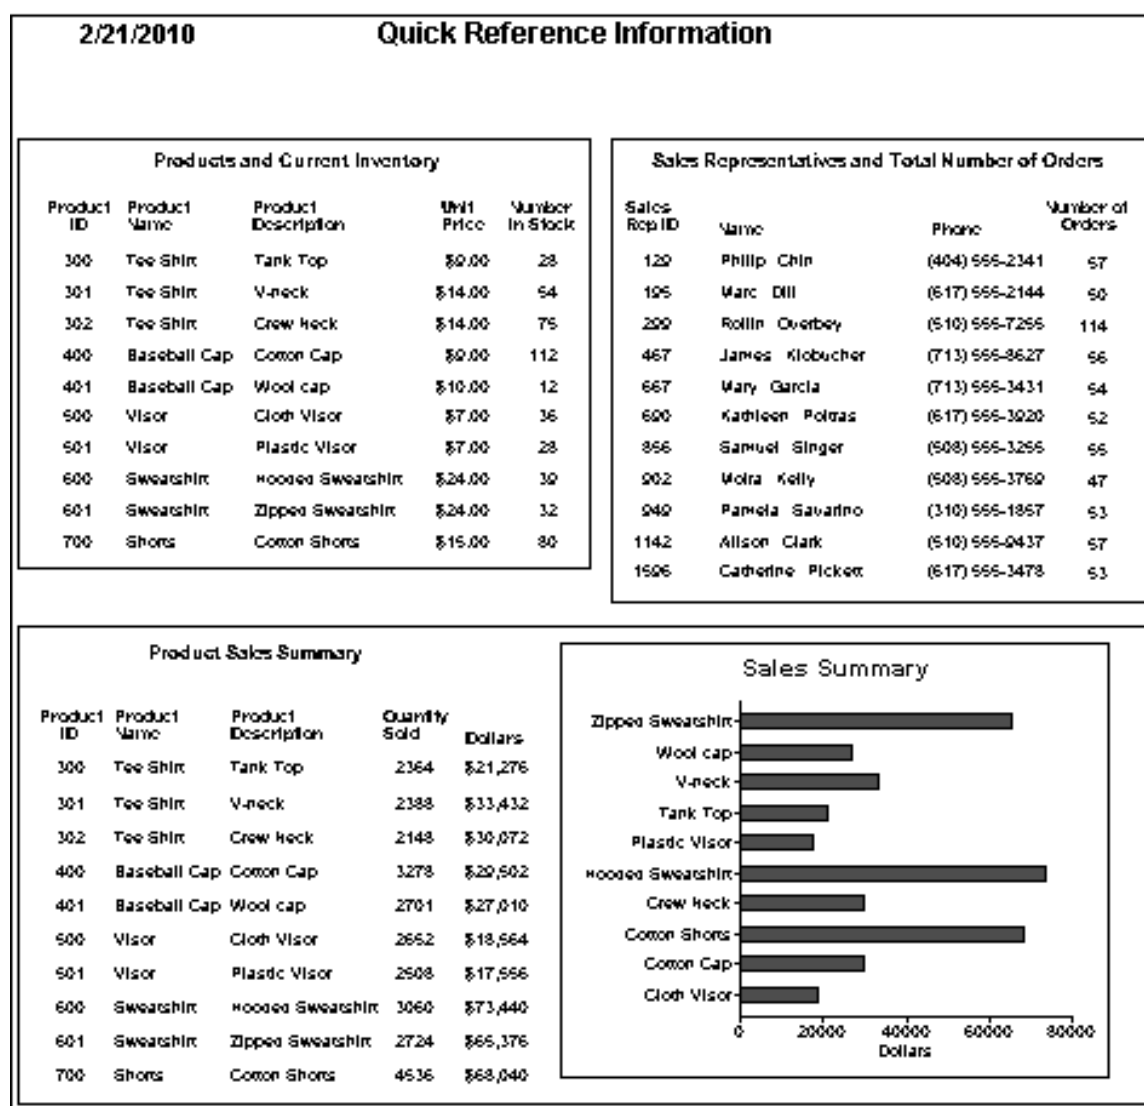 2/21/2010 Quick Reference Information
Products and Current Inventory
Product ID Product Name Product Description Unit Price Number In Stock
300 Tee Shirt Tank Top $9.00 28
301 Tee Shirt V-neck $14.00 54
302 Tee Shirt Crew Neck $14.00 75
400 Baseball Cap Cotton Cap $9.00 112
401 Baseball Cap Wool cap $10.00 12
500 Visor Cloth Visor $7.00 36
501 Visor Plastic Visor $7.00 28
600 Sweatshirt Hooded Sweatshirt $24.00 39
601 Sweatshirt Zipped Sweatshirt $24.00 32
700 Shorts Cotton Shorts $15.00 80
Sales Representatives and Total Number of Orders
Sales Rep ID Name Phone Number of Orders
129 Philip Chin (404) 555-2341 57
195 Marc Dill (617) 555-2144 50
299 Rollin Overbey (510) 555-7255 114
467 James Klobucher (713) 555-8627 56
667 Mary Garcia (713) 555-3431 54
690 Kathleen Poitras (617) 555-3920 52
856 Samuel Singer (508) 555-3255 55
902 Moira Kelly (508) 555-3769 47
949 Pamela Savarino (310) 555-1857 53
1142 Alison Clark (510) 555-9437 57
1596 Catherine Pickett (617) 555-3478 53
Product Sales Summary
Product ID Product Name Product Description Quantity Sold Dollars
300 Tee Shirt Tank Top 2364 $21,276
301 Tee Shirt V-neck 2388 $33,432
302 Tee Shirt Crew Neck 2148 $30,072
400 Baseball Cap Cotton Cap 3278 $29,502
401 Baseball Cap Wool cap 2701 $27,010
500 Visor Cloth Visor 2652 $18,564
501 Visor Plastic Visor 2508 $17,556
600 Sweatshirt Hooded Sweatshirt 3060 $73,440
601 Sweatshirt Zipped Sweatshirt 2724 $65,376
700 Shorts Cotton Shorts 4536 $68,040
Sales Summary
Zipped Sweatshirt
Wool cap
V-neck
Tank Top
Plastic Visor
Hooded Sweatshirt
Crew Neck
Cotton Shorts
Cotton Cap
Cloth Visor
0 20000 40000 60000 80000
Dollars